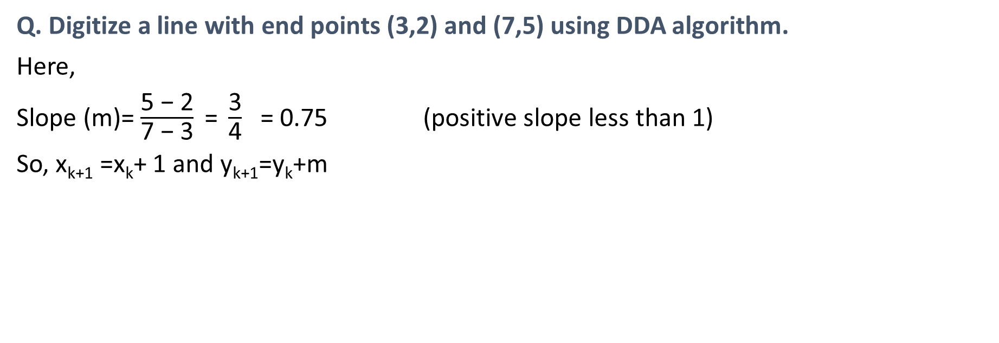 Q. Digitize a line with end points (3,2) and (7,5) using DDA algorithm.
Here,
Slope (m)= \frac{5 − 2}{7 − 3} = \frac{3}{4} = 0.75 (positive slope less than 1)
So, x_{k+1} =x_k+ 1 and y_{k+1}=y_k+m